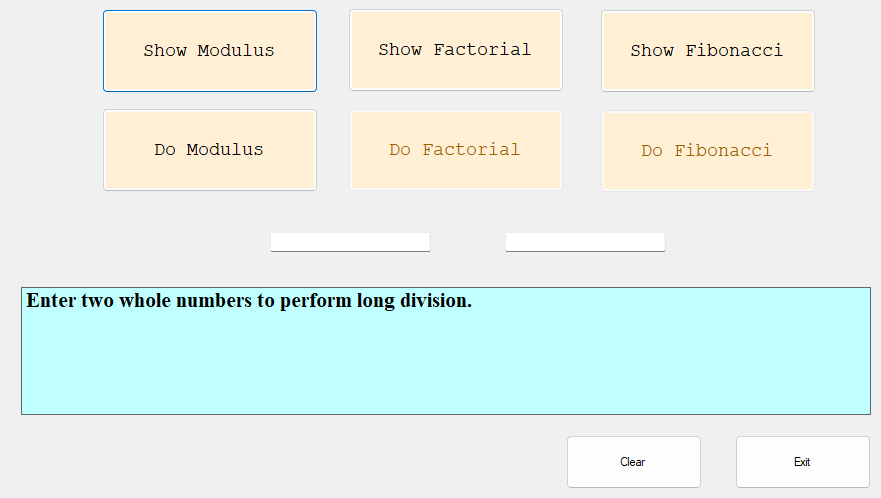 Show Modulus
Show Factorial
Show Fibonacci
Do Modulus
Do Factorial
Do Fibonacci
Enter two whole numbers to perform long division.
Clear
Exit